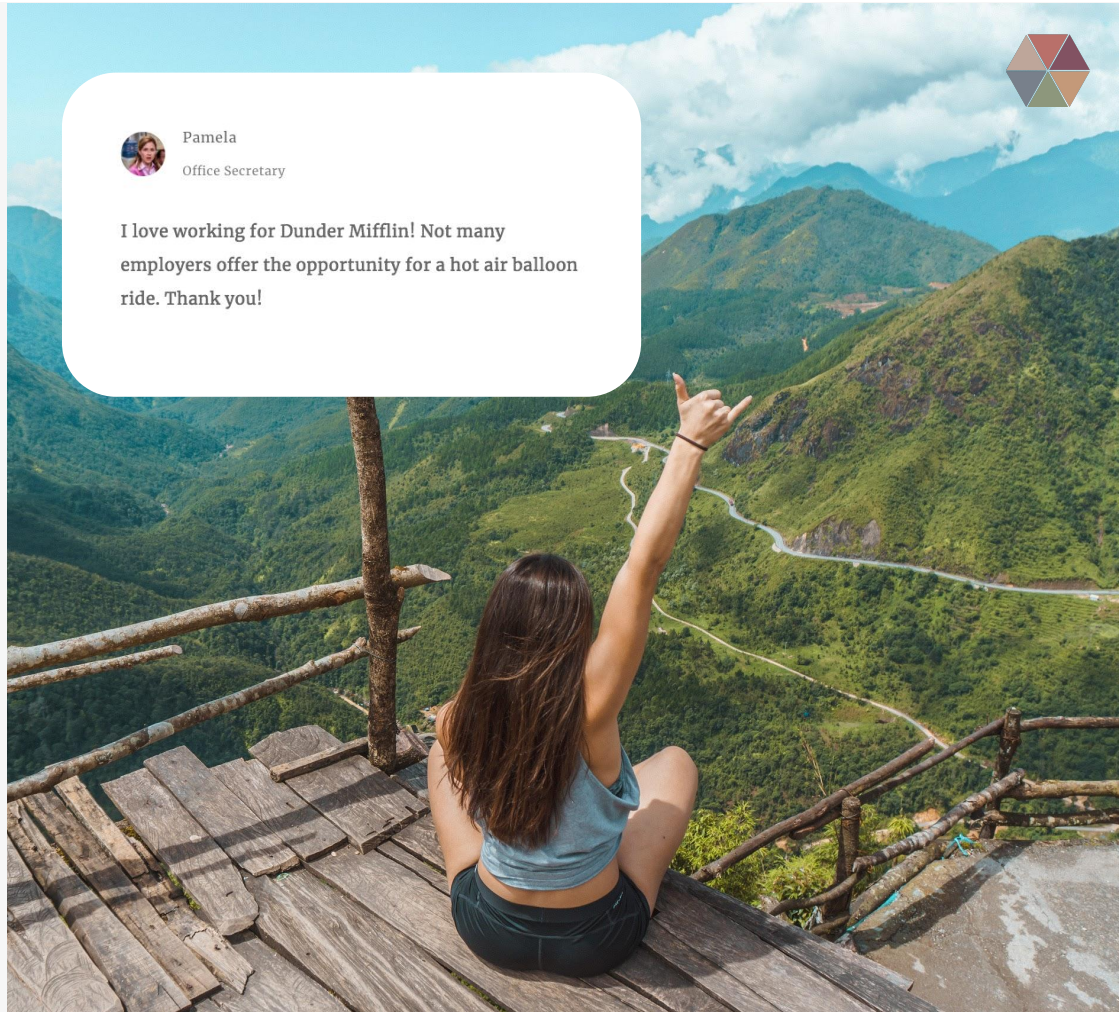 Pamela
Office Secretary
I love working for Dunder Mifflin! Not many
employers offer the opportunity for a hot air balloon
ride. Thank you!